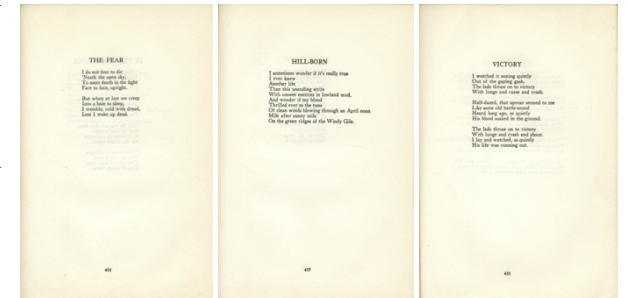 THE FEAR
I do not fear to die
'Neath the open sky,
To meet death in the fight
Face to face, upright.
But when at last we creep
Into a hole to sleep,
I tremble, cold with dread,
Lest I wake up dead.
HILL-BORN
I sometimes wonder if it's really true
I ever knew
Another life
Than this unending strife
With unseen enemies in lowland mud,
And wonder if my blood
Thrilled ever to the tune
Of clean winds blowing through an April noon
Mile after sunny mile
On the green ridges of the Windy Gile.
VICTORY
I watched it oozing quietly
Out of the gaping gash.
The lads thrust on to victory
With lunge and curse and crash.
Half-dazed, that uproar seemed to me
Like some old battle-sound
Heard long ago, as quietly
His blood soaked in the ground.
The lads thrust on to victory
With lunge and crash and shout.
I lay and watched, as quietly
His life was running out.